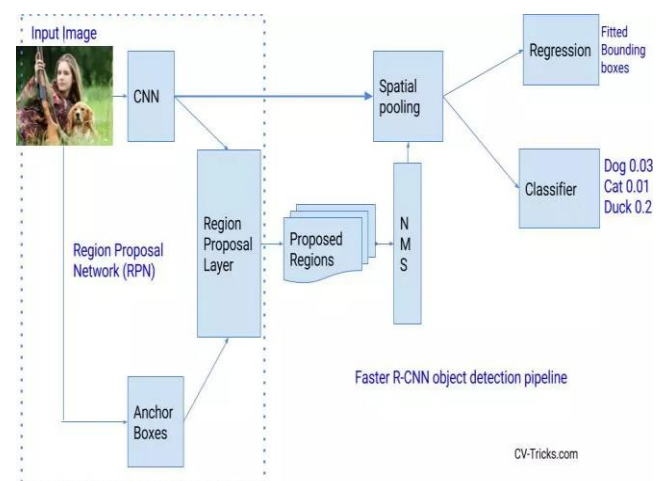 Input Image
CNN
Region
Proposal
Layer
Region Proposal
Network (RPN)
Anchor
Boxes
Proposed
Regions
N
M
S
Spatial
pooling
Regression
Fitted
Bounding
boxes
Classifier
Dog 0.03
Cat 0.01
Duck 0.2
Faster R-CNN object detection pipeline
CV-Tricks.com